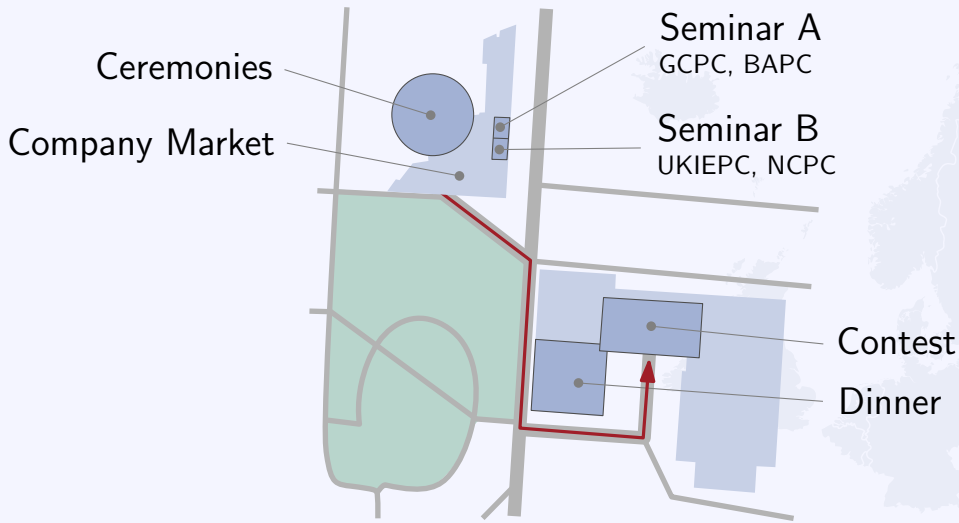 Ceremonies
Company Market
Seminar A
GCPC, BAPC
Seminar B
UKIEPC, NCPC
Contest
Dinner